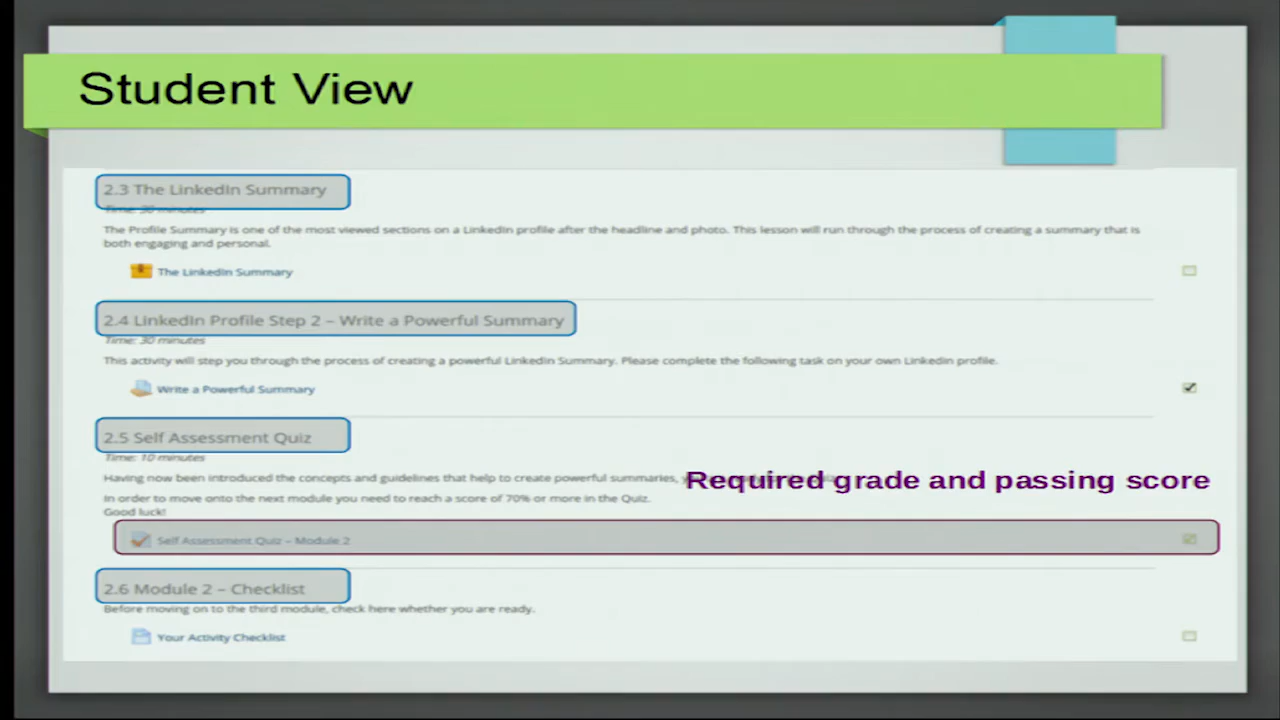 Student View
2.3 The LinkedIn Summary
Time: 30 minutes
The Profile Summary is one of the most viewed sections on a LinkedIn profile after the headline and photo. This lesson will run through the process of creating a summary that is
both engaging and personal.
The LinkedIn Summary
2.4 LinkedIn Profile Step 2 – Write a Powerful Summary
Time: 30 minutes
This activity will step you through the process of creating a powerful LinkedIn Summary. Please complete the following task on your own Linkedin profile.
Write a Powerful Summary
2.5 Self Assessment Quiz
Time: 10 minutes
Having now been introduced the concepts and guidelines that help to create powerful summaries,
Required grade and passing score
In order to move onto the next module you need to reach a score of 70% or more in the Quiz.
Good luck!
Self Assessment Quiz – Module 2
2.6 Module 2 – Checklist
Before moving on to the third module, check here whether you are ready.
Your Activity Checklist